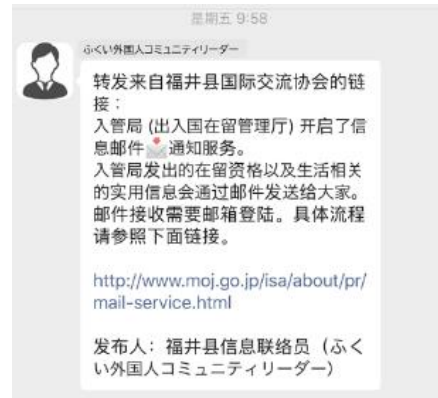 星期五 9:58
ふくい外国人コミュニティリーダー
转发来自福井县国际交流协会的链
接：
入管局 (出入国在留管理厅) 开启了信
息邮件📩通知服务。
入管局发出的在留资格以及生活相关
的实用信息会通过邮件发送给大家。
邮件接收需要邮箱登陆。具体流程
请参照下面链接。
http://www.moj.go.jp/isa/about/pr/
mail-service.html
发布人：福井县信息联络员（ふく
い外国人コミュニティリーダー）